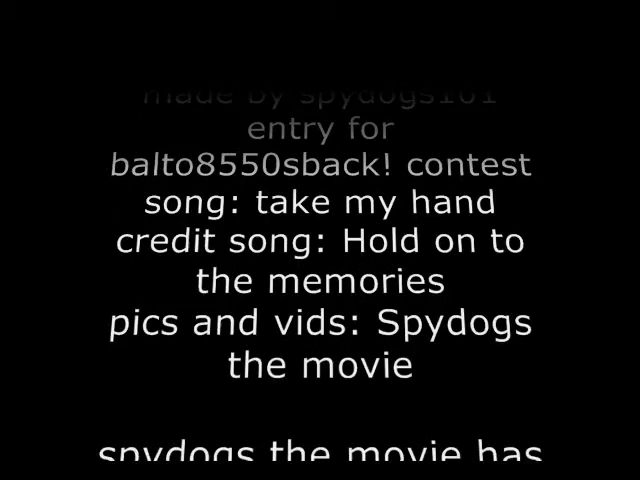 made by spydogs101
entry for
balto8550sback! contest
song: take my hand
credit song: Hold on to
the memories
pics and vids: Spydogs
the movie
spydogs the movie has